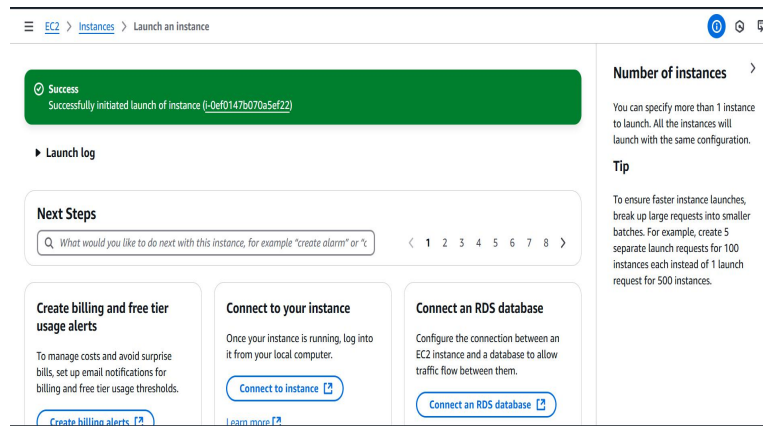 EC2 > Instances > Launch an instance
Success
Successfully initiated launch of instance (i-0ef0147b070a5ef22)
Launch log
Next Steps
What would you like to do next with this instance, for example "create alarm" or "c
1 2 3 4 5 6 7 8
Create billing and free tier
usage alerts
To manage costs and avoid surprise
bills, set up email notifications for
billing and free tier usage thresholds.
Create billing alerts
Connect to your instance
Once your instance is running, log into
it from your local computer.
Connect to instance
Learn more
Connect an RDS database
Configure the connection between an
EC2 instance and a database to allow
traffic flow between them.
Connect an RDS database
Number of instances
You can specify more than 1 instance
to launch. All the instances will
launch with the same configuration.
Tip
To ensure faster instance launches,
break up large requests into smaller
batches. For example, create 5
separate launch requests for 100
instances each instead of 1 launch
request for 500 instances.